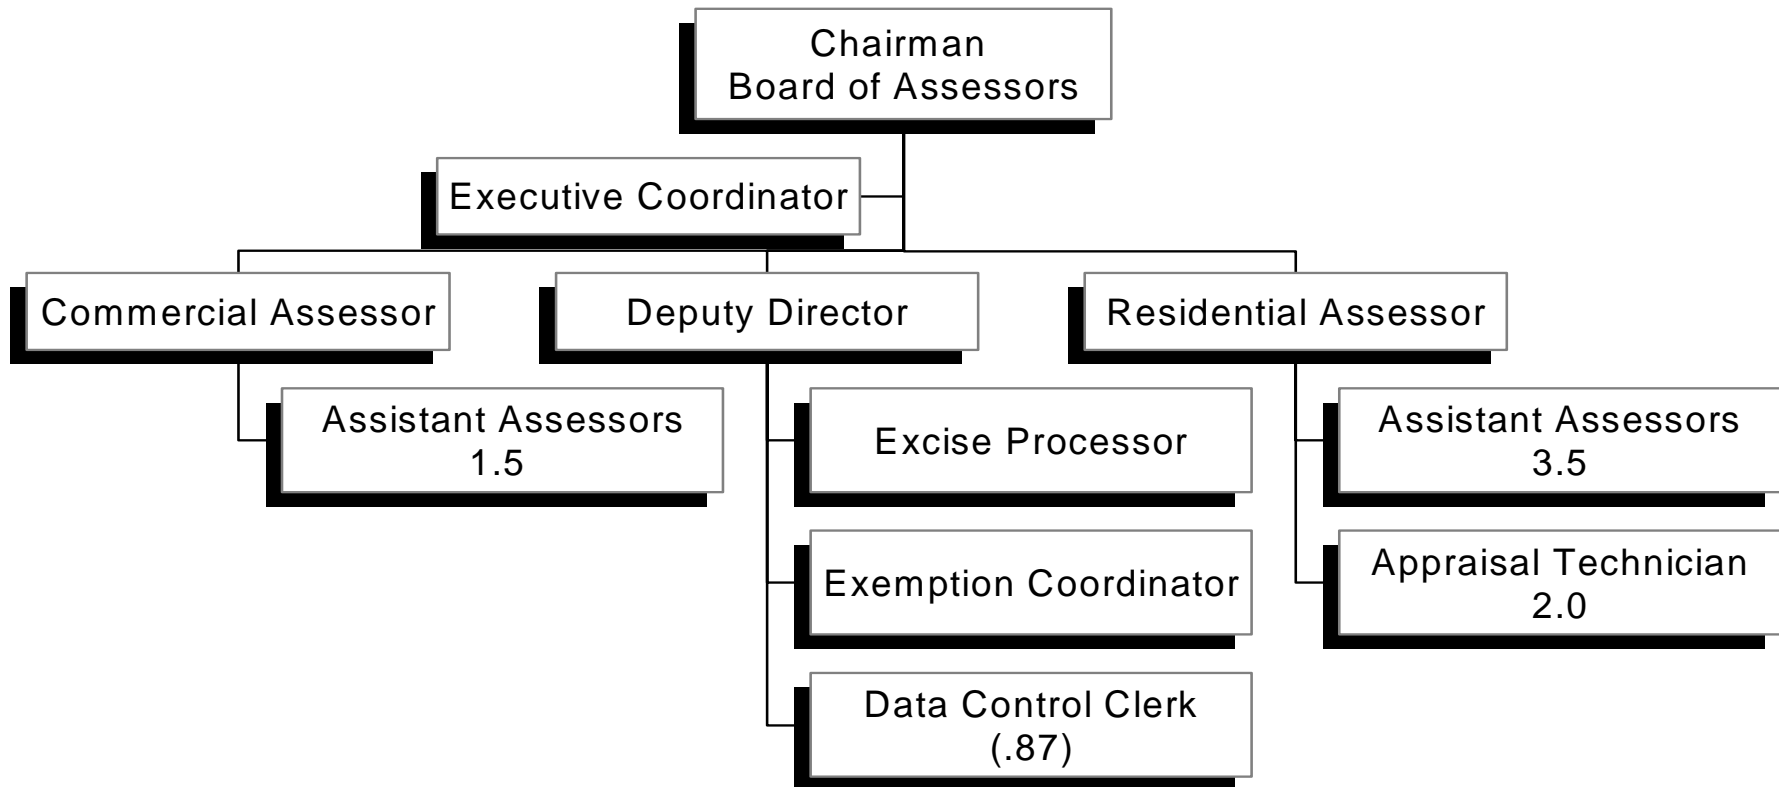 Chairman
Board of Assessors
Executive Coordinator
Commercial Assessor
Deputy Director
Residential Assessor
Assistant Assessors
1.5
Excise Processor
Assistant Assessors
3.5
Exemption Coordinator
Appraisal Technician
2.0
Data Control Clerk
(.87)